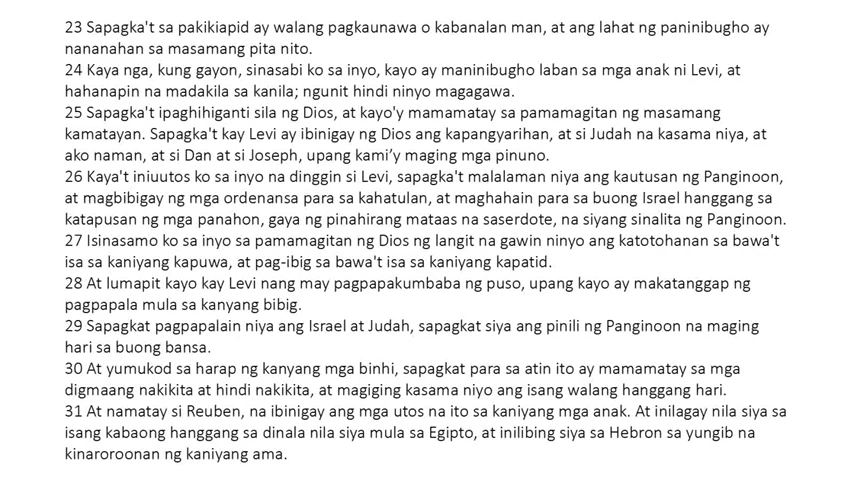 23 Sapagka't sa pakikiapid ay walang pagkaunawa o kabanalan man, at ang lahat ng paninibugho ay
nananahan sa masamang pita nito.
24 Kaya nga, kung gayon, sinasabi ko sa inyo, kayo ay maninibugho laban sa mga anak ni Levi, at
hahanapin na madakila sa kanila; ngunit hindi ninyo magagawa.
25 Sapagka't ipaghihiganti sila ng Dios, at kayo'y mamamatay sa pamamagitan ng masamang
kamatayan. Sapagka't kay Levi ay ibinigay ng Dios ang kapangyarihan, at si Judah na kasama niya, at
ako naman, at si Dan at si Joseph, upang kami’y maging mga pinuno.
26 Kaya't iniuutos ko sa inyo na dinggin si Levi, sapagka't malalaman niya ang kautusan ng Panginoon,
at magbibigay ng mga ordenansa para sa kahatulan, at maghahain para sa buong Israel hanggang sa
katapusan ng mga panahon, gaya ng pinahirang mataas na saserdote, na siyang sinalita ng Panginoon.
27 Isinasamo ko sa inyo sa pamamagitan ng Dios ng langit na gawin ninyo ang katotohanan sa bawa't
isa sa kaniyang kapuwa, at pag-ibig sa bawa't isa sa kaniyang kapatid.
28 At lumapit kayo kay Levi nang may pagpapakumbaba ng puso, upang kayo ay makatanggap ng
pagpapala mula sa kanyang bibig.
29 Sapagkat pagpapalain niya ang Israel at Judah, sapagkat siya ang pinili ng Panginoon na maging
hari sa buong bansa.
30 At yumukod sa harap ng kanyang mga binhi, sapagkat para sa atin ito ay mamamatay sa mga
digmaang nakikita at hindi nakikita, at magiging kasama niyo ang isang walang hanggang hari.
31 At namatay si Reuben, na ibinigay ang mga utos na ito sa kaniyang mga anak. At inilagay nila siya sa
isang kabaong hanggang sa dinala nila siya mula sa Egipto, at inilibing siya sa Hebron sa yungib na
kinaroroonan ng kaniyang ama.